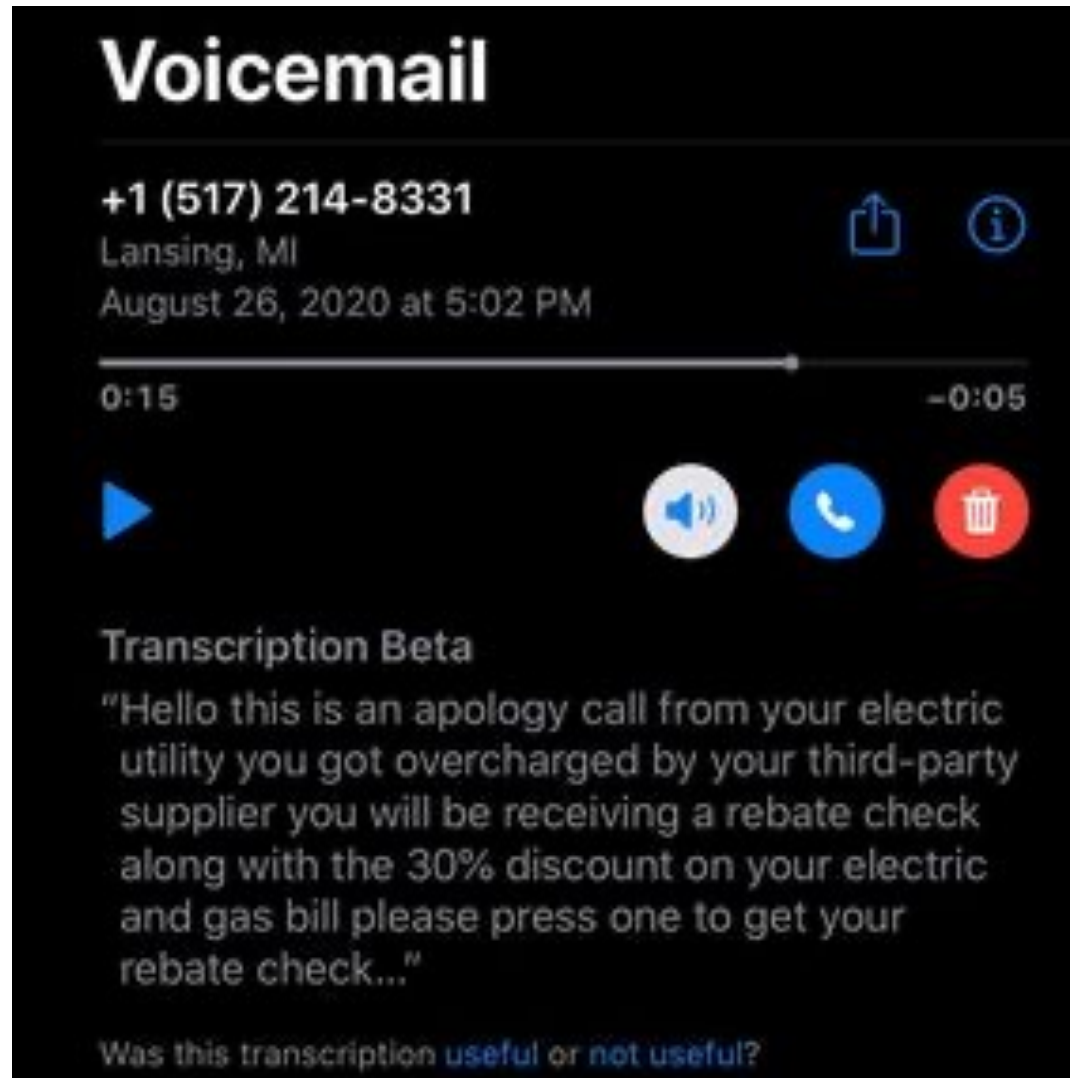 Voicemail
+1 (517) 214-8331
Lansing, MI
August 26, 2020 at 5:02 PM
0:15 -0:05
Transcription Beta
“Hello this is an apology call from your electric
utility you got overcharged by your third-party
supplier you will be receiving a rebate check
along with the 30% discount on your electric
and gas bill please press one to get your
rebate check...”
Was this transcription useful or not useful?